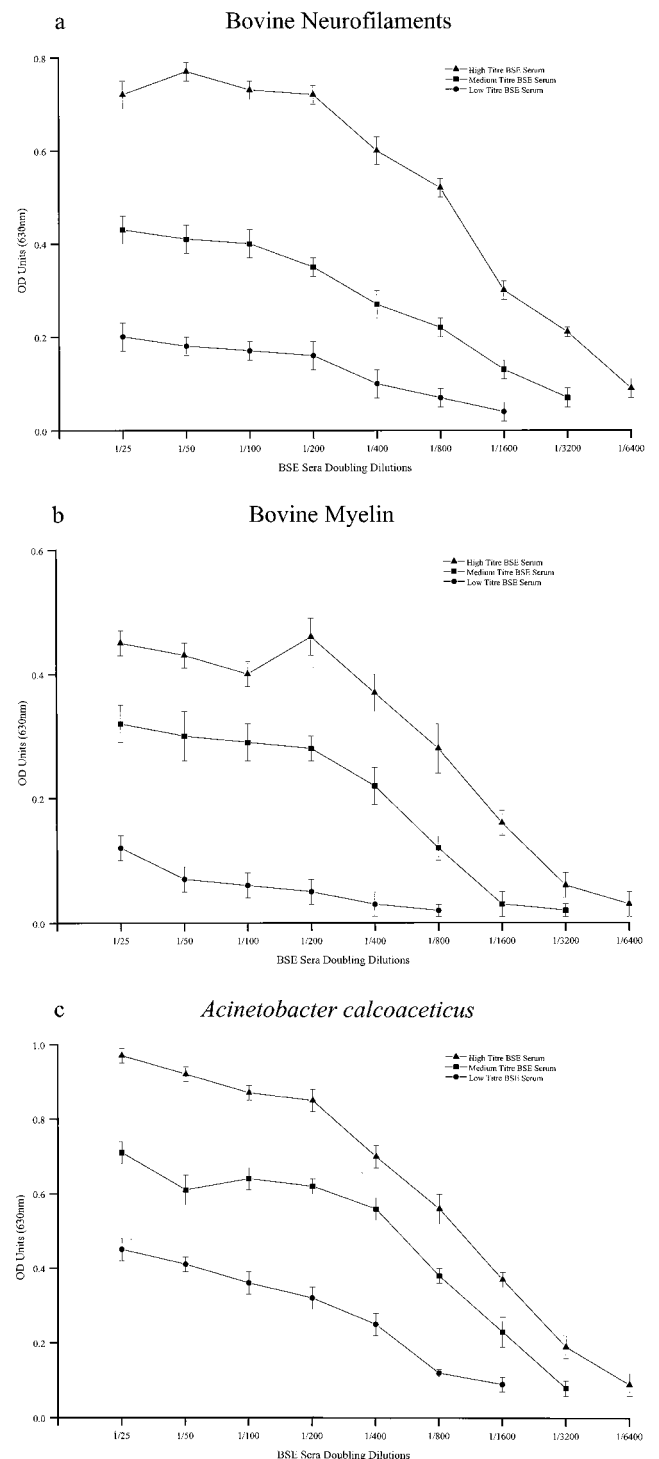 a Bovine Neurofilaments
0.8
High Titre BSE Serum
Medium Titre BSE Serum
Low Titre BSE Serum
0.6
0.4
0.2
0.0
OD Units (630nm)
1/25 1/50 1/100 1/200 1/400 1/800 1/1600 1/3200 1/6400
BSE Sera Doubling Dilutions
b Bovine Myelin
0.6
High Titre BSE Serum
Medium Titre BSE Serum
Low Titre BSE Serum
0.4
0.2
0.0
OD Units (630nm)
1/25 1/50 1/100 1/200 1/400 1/800 1/1600 1/3200 1/6400
BSE Sera Doubling Dilutions
c Acinetobacter calcoaceticus
1.0
High Titre BSE Serum
Medium Titre BSE Serum
Low Titre BSE Serum
0.8
0.6
0.4
0.2
0.0
OD Units (630nm)
1/25 1/50 1/100 1/200 1/400 1/800 1/1600 1/3200 1/6400
BSE Sera Doubling Dilutions